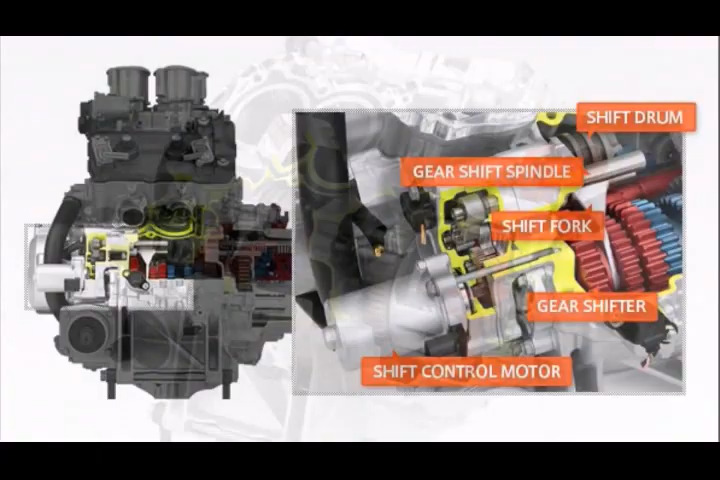 SHIFT DRUM
GEAR SHIFT SPINDLE
SHIFT FORK
GEAR SHIFTER
SHIFT CONTROL MOTOR